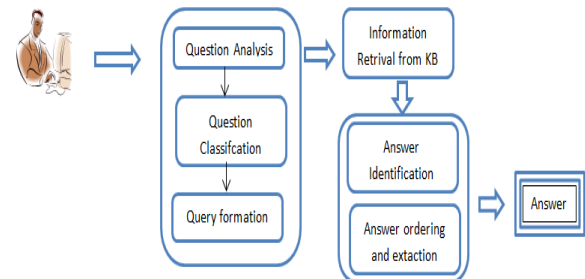 Question Analysis
Question
Classifcation
Query formation
Information
Retrival from KB
Answer
Identification
Answer ordering
and extaction
Answer